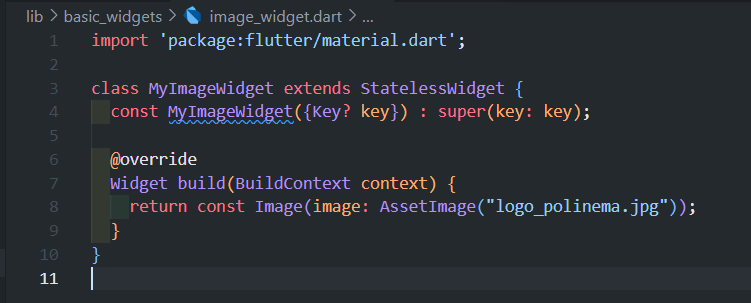 lib > basic_widgets > image_widget.dart > ...
1 import 'package:flutter/material.dart';
2
3 class MyImageWidget extends StatelessWidget {
4   const MyImageWidget({Key? key}) : super(key: key);
5
6   @override
7   Widget build(BuildContext context) {
8     return const Image(image: AssetImage("logo_polinema.jpg"));
9   }
10 }
11